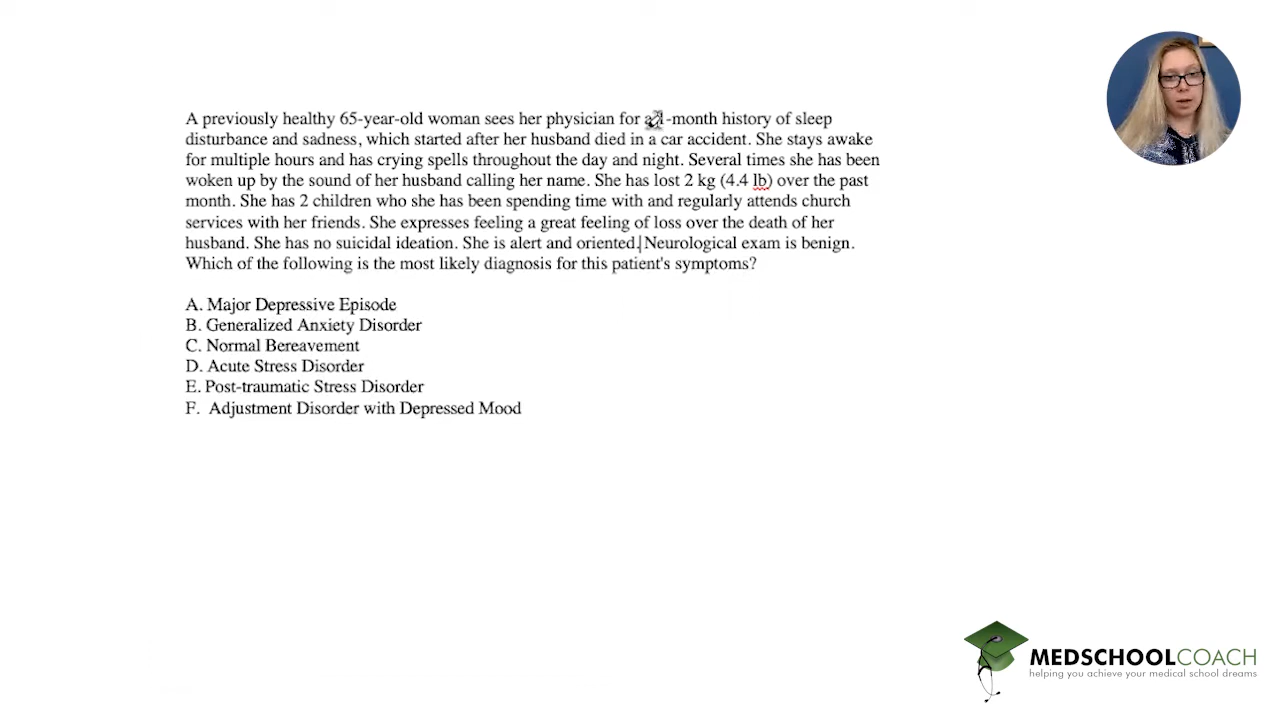 A previously healthy 65-year-old woman sees her physician for a 1-month history of sleep
disturbance and sadness, which started after her husband died in a car accident. She stays awake
for multiple hours and has crying spells throughout the day and night. Several times she has been
woken up by the sound of her husband calling her name. She has lost 2 kg (4.4 lb) over the past
month. She has 2 children who she has been spending time with and regularly attends church
services with her friends. She expresses feeling a great feeling of loss over the death of her
husband. She has no suicidal ideation. She is alert and oriented. Neurological exam is benign.
Which of the following is the most likely diagnosis for this patient's symptoms?
A. Major Depressive Episode
B. Generalized Anxiety Disorder
C. Normal Bereavement
D. Acute Stress Disorder
E. Post-traumatic Stress Disorder
F. Adjustment Disorder with Depressed Mood
MEDSCHOOLCOACH
helping you achieve your medical school dreams